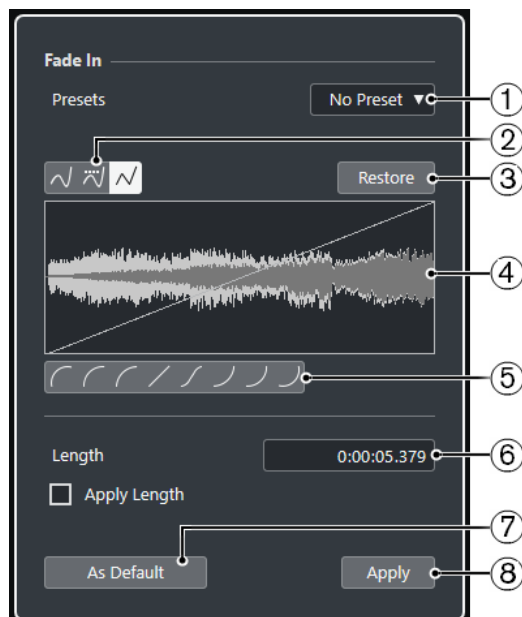 Fade In
Presets
No Preset ▼
1
2
Restore
3
4
5
Length
0:00:05.379
6
Apply Length
7
As Default
Apply
8